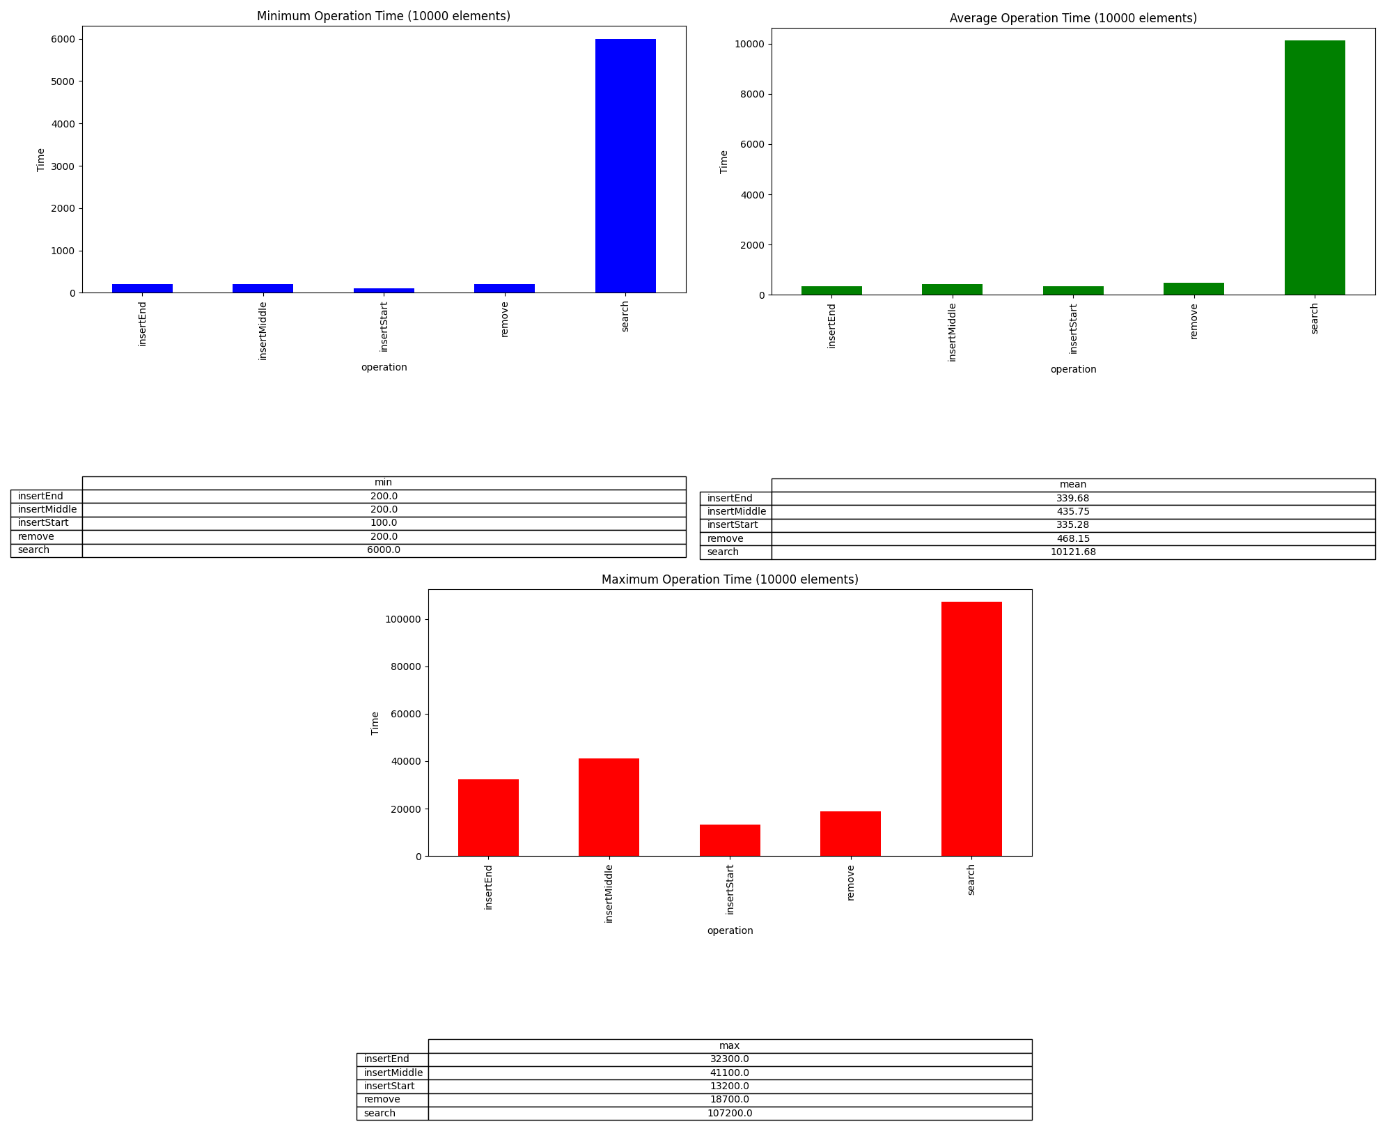 Minimum Operation Time (10000 elements)
6000
5000
4000
3000
2000
1000
0
Time
insertEnd
insertMiddle
insertStart
remove
search
operation
min
insertEnd 200.0
insertMiddle 200.0
insertStart 100.0
remove 200.0
search 6000.0
Average Operation Time (10000 elements)
10000
8000
6000
4000
2000
0
Time
insertEnd
insertMiddle
insertStart
remove
search
operation
mean
insertEnd 339.68
insertMiddle 435.75
insertStart 335.28
remove 468.15
search 10121.68
Maximum Operation Time (10000 elements)
100000
80000
60000
40000
20000
0
Time
insertEnd
insertMiddle
insertStart
remove
search
operation
max
insertEnd 32300.0
insertMiddle 41100.0
insertStart 13200.0
remove 18700.0
search 107200.0